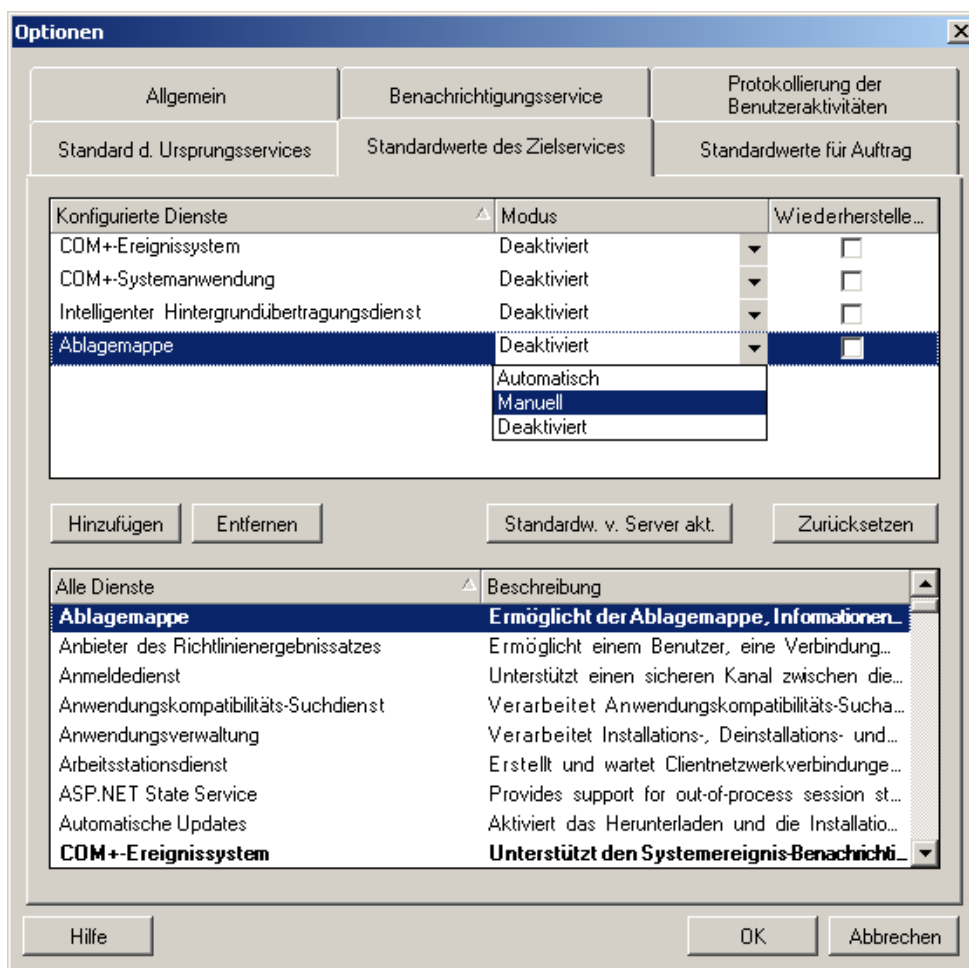 Optionen
Allgemein Benachrichtigungsservice Protokollierung der
Benutzeraktivitäten
Standard d. Ursprungsservices Standardwerte des Zielservices Standardwerte für Auftrag
Konfigurierte Dienste Modus Wiederherstelle...
COM+-Ereignissystem Deaktiviert
COM+-Systemanwendung Deaktiviert
Intelligenter Hintergrundübertragungsdienst Deaktiviert
Ablagemappe Deaktiviert
Automatisch
Manuell
Deaktiviert
Hinzufügen Entfernen Standardw. v. Server akt. Zurücksetzen
Alle Dienste Beschreibung
Ablagemappe Ermöglicht der Ablagemappe, Informationen...
Anbieter des Richtlinienergebnissatzes Ermöglicht einem Benutzer, eine Verbindung...
Anmeldedienst Unterstützt einen sicheren Kanal zwischen die...
Anwendungskompatibilitäts-Suchdienst Verarbeitet Anwendungskompatibilitäts-Sucha...
Anwendungsverwaltung Verarbeitet Installations-, Deinstallations- und...
Arbeitsstationsdienst Erstellt und wartet Clientnetzwerkverbindunge...
ASP.NET State Service Provides support for out-of-process session st...
Automatische Updates Aktiviert das Herunterladen und die Installatio...
COM+-Ereignissystem Unterstützt den Systemereignis-Benachrichti...
Hilfe OK Abbrechen